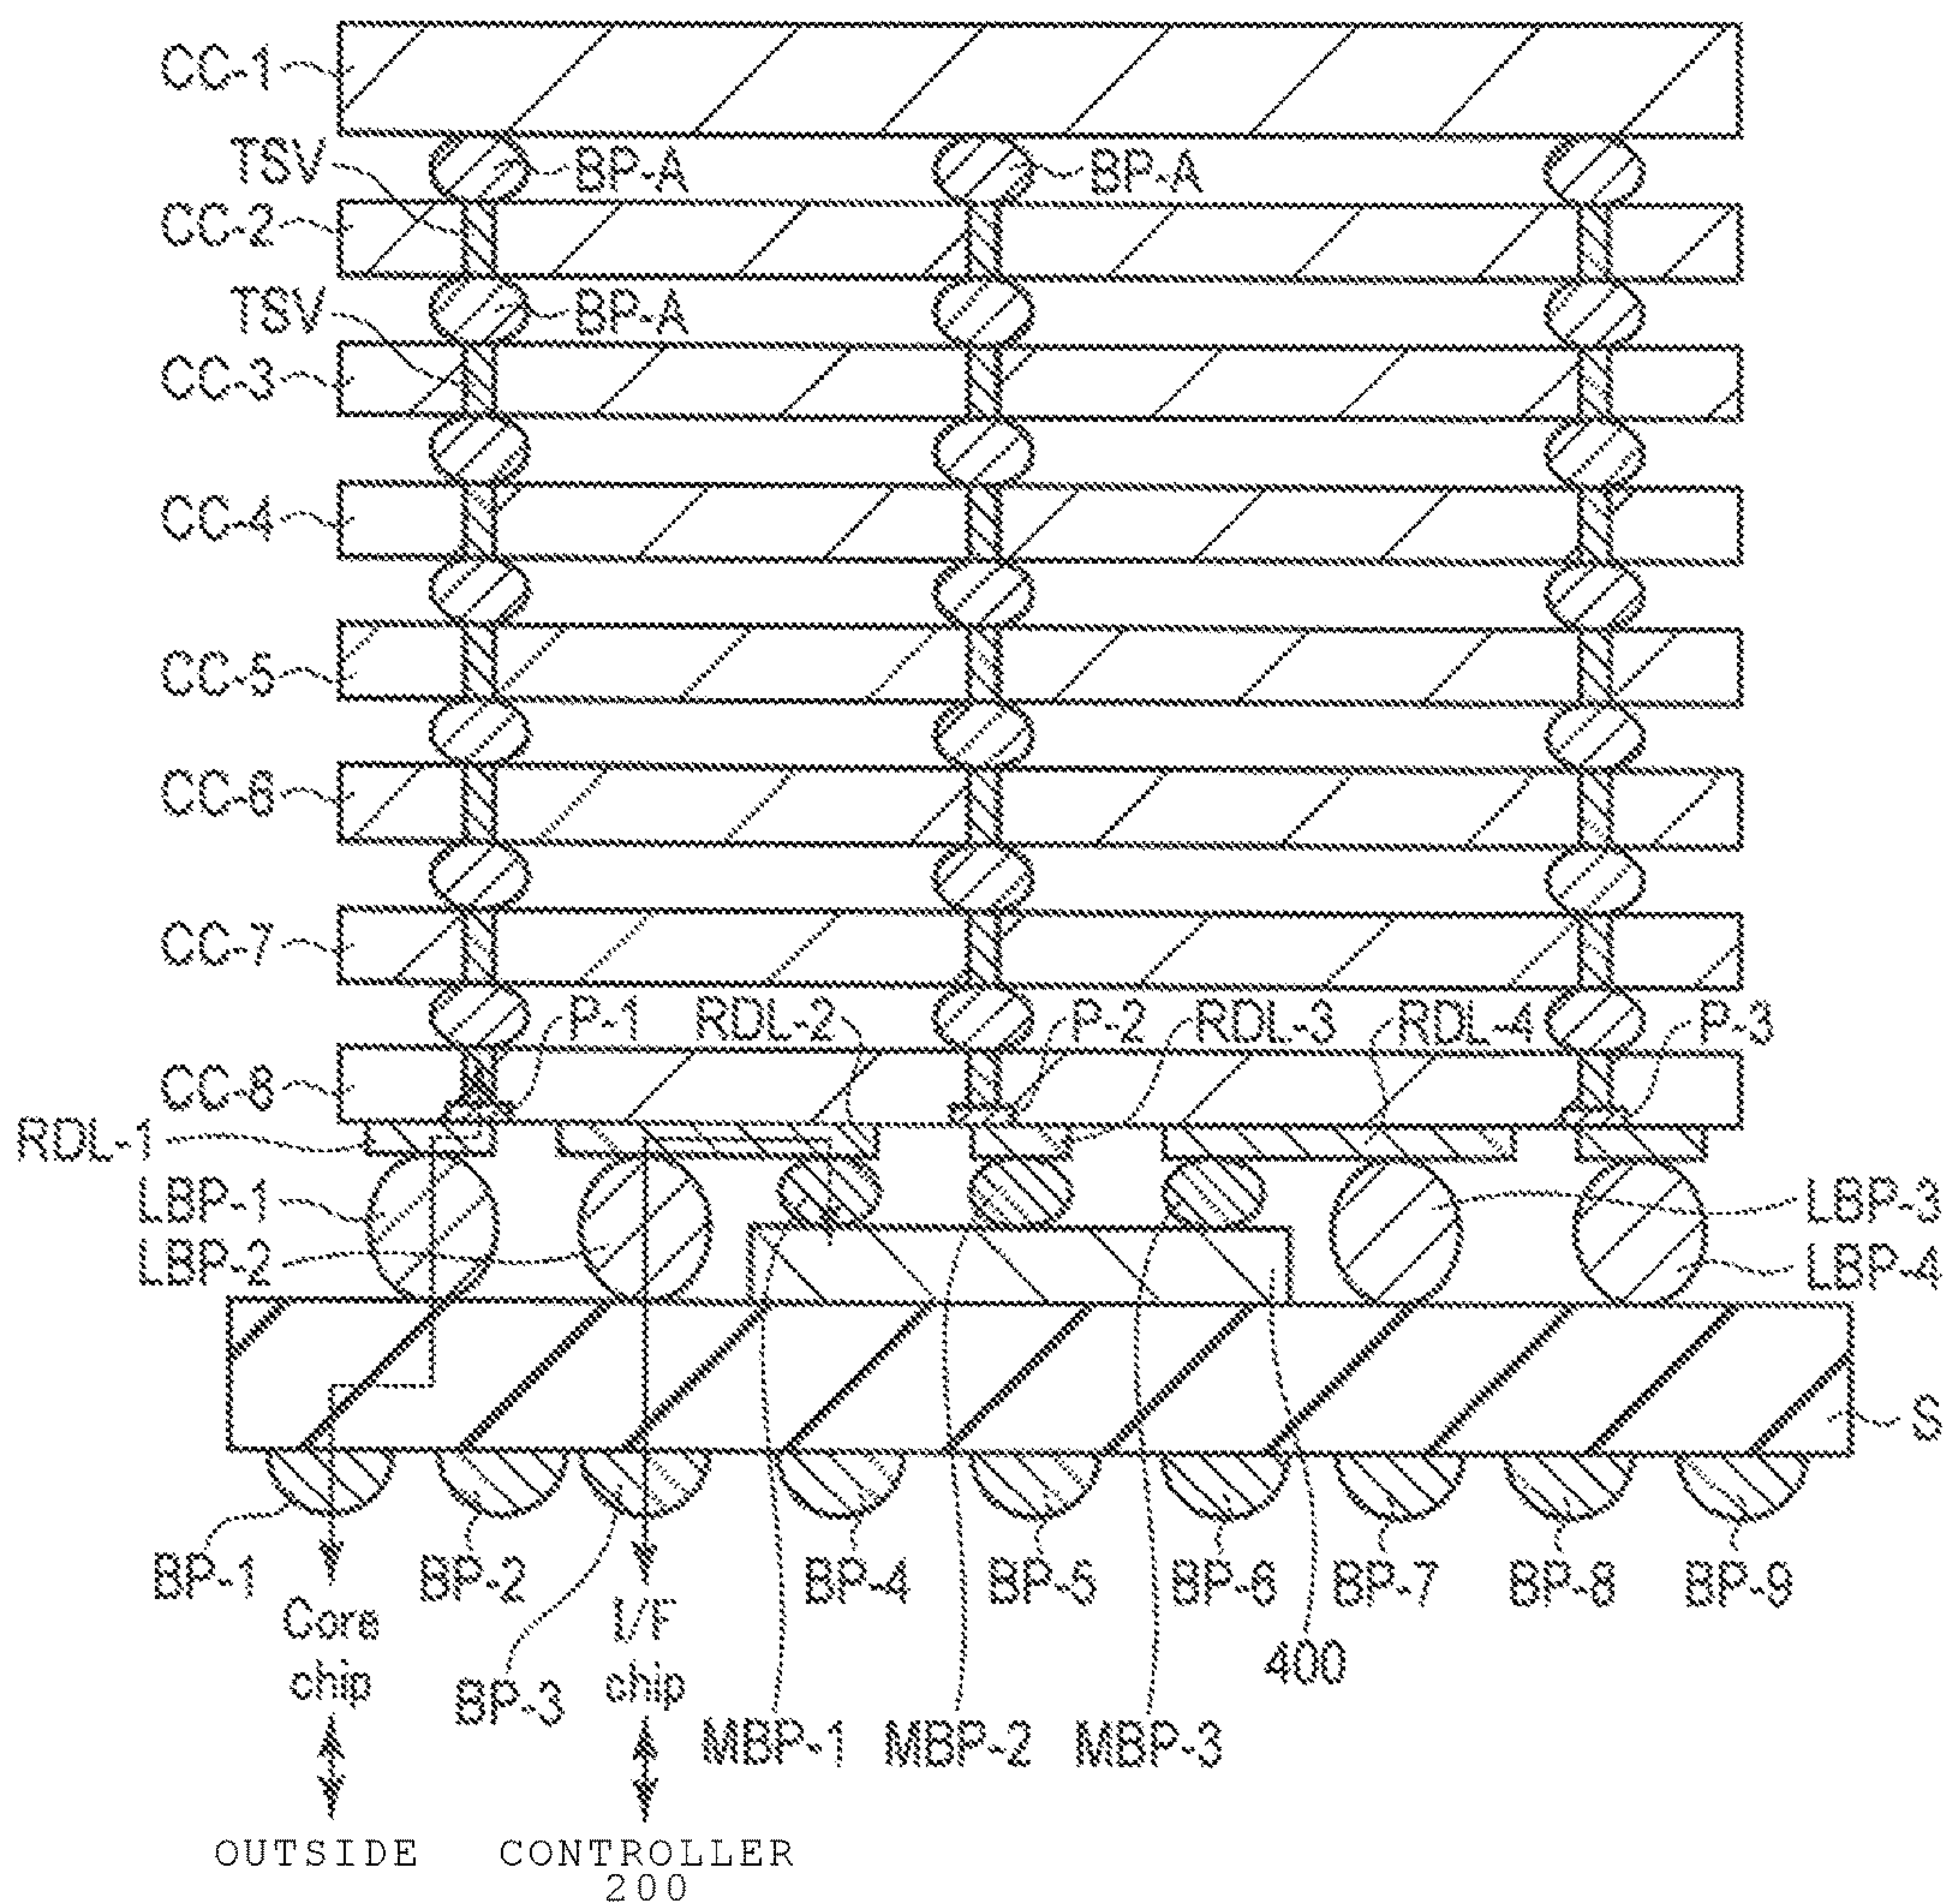 CC-1
TSV
BP-A
BP-A
CC-2
TSV
BP-A
CC-3
CC-4
CC-5
CC-6
CC-7
P-1
RDL-2
P-2
RDL-3
RDL-4
P-3
CC-8
RDL-1
LBP-1
LBP-3
LBP-2
LBP-4
S
BP-1
BP-2
BP-4
BP-5
BP-6
BP-7
BP-8
BP-9
Core
chip
I/F
chip
BP-3
400
MBP-1
MBP-2
MBP-3
OUTSIDE
CONTROLLER
200